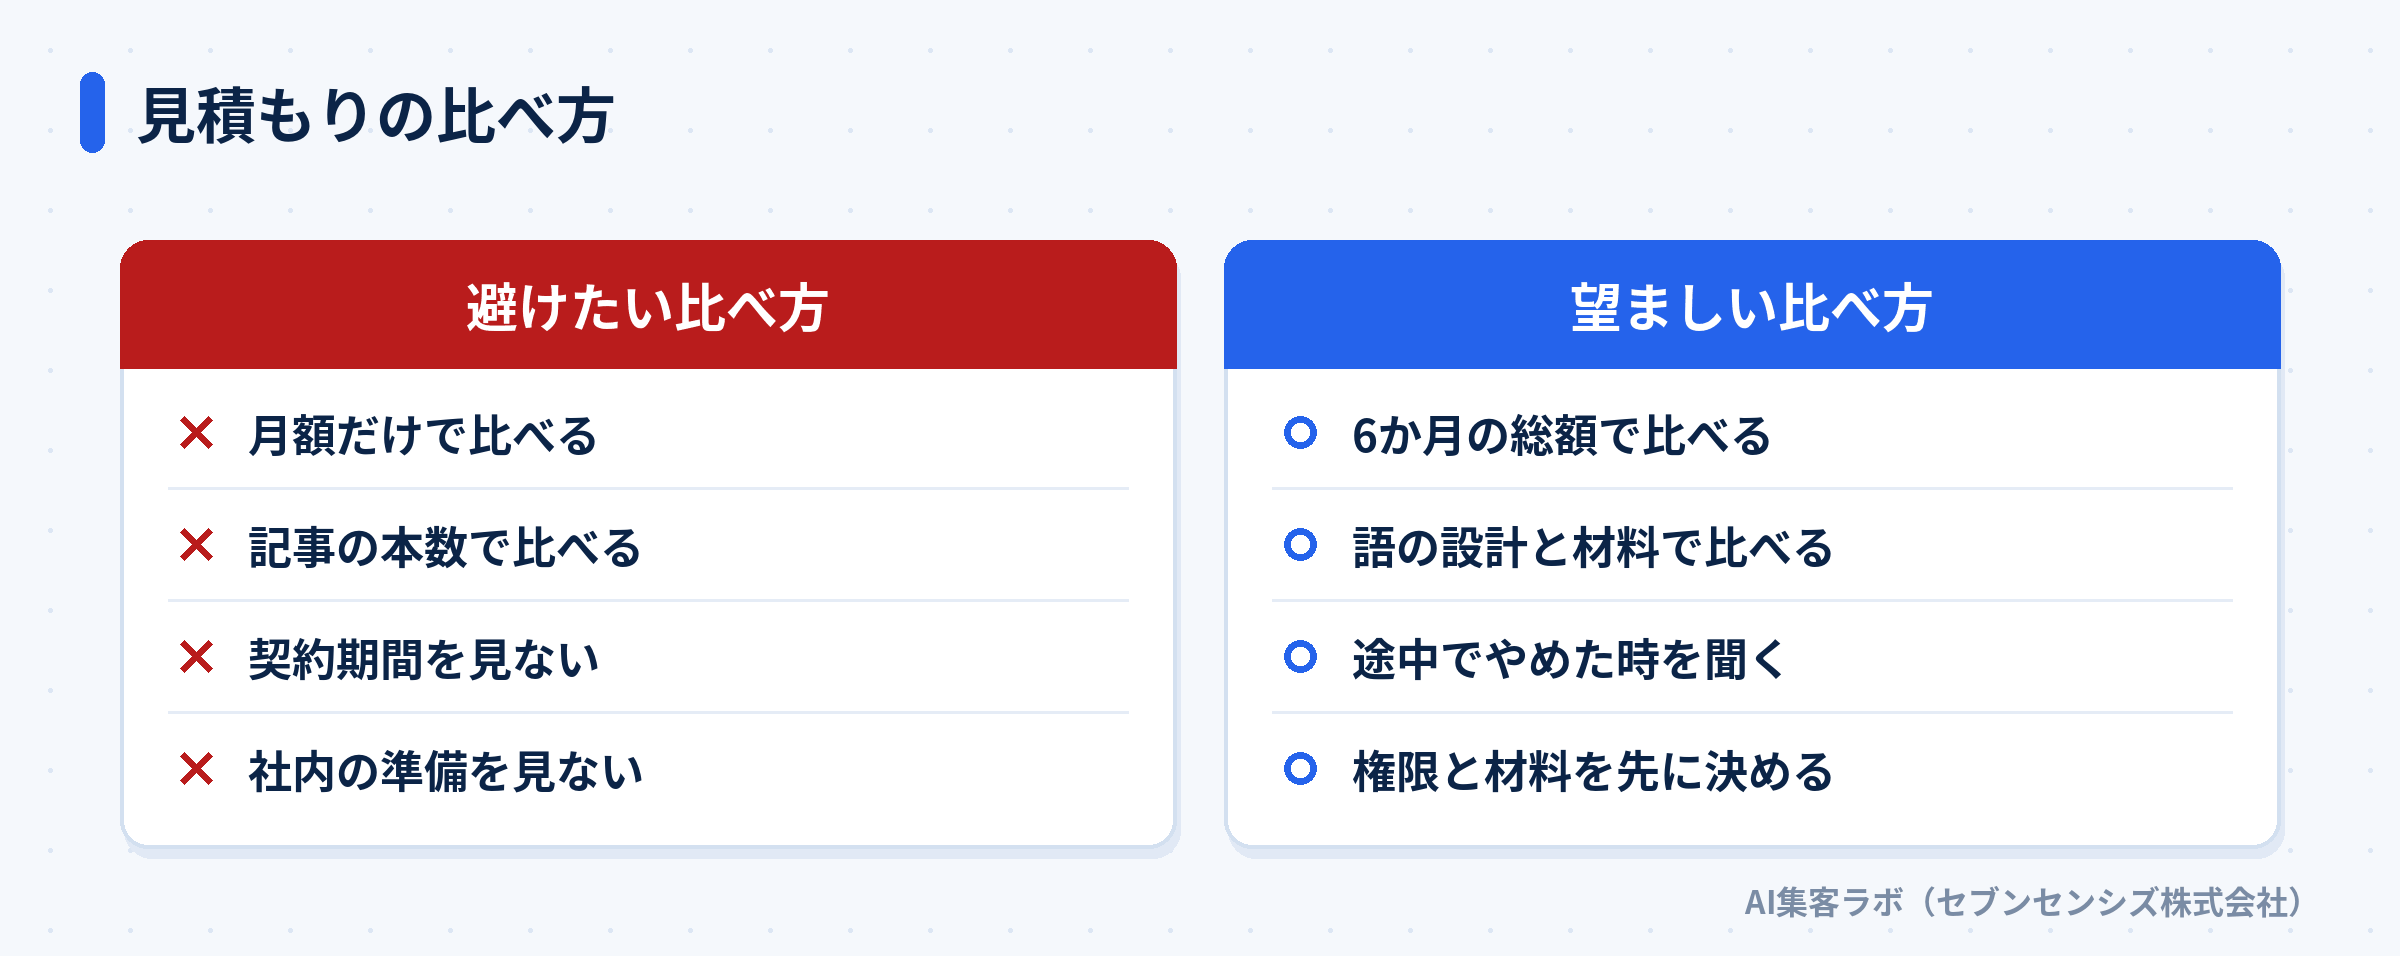 見積もりの比べ方
避けたい比べ方
月額だけで比べる
記事の本数で比べる
契約期間を見ない
社内の準備を見ない
望ましい比べ方
6か月の総額で比べる
語の設計と材料で比べる
途中でやめた時を聞く
権限と材料を先に決める
AI集客ラボ（セブンセンシズ株式会社）